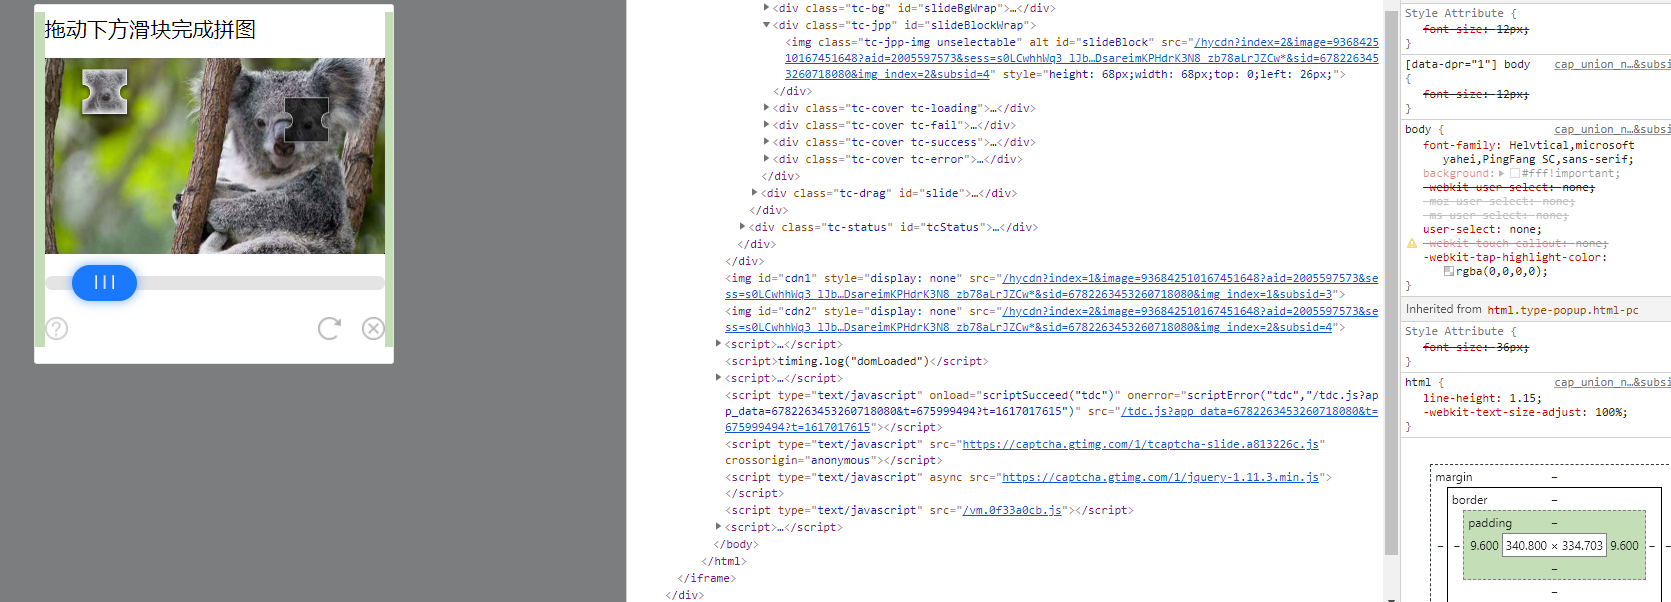 拖动下方滑块完成拼图
<div class="tc-bg" id="slideBgWrap">…</div>
<div class="tc-jpp" id="slideBlockWrap">
<img class="tc-jpp-img unselectable" alt id="slideBlock" src="/hycdn?index=2&image=9368425
10167451648?aid=2005597573&sess=s0LCwhhWq3_lJb…DsareimKPHdrK3N8_zb78aLrJZCw*&sid=678226345
3260718080&img_index=2&subsid=4" style="height: 68px;width: 68px;top: 0;left: 26px;">
</div>
<div class="tc-cover tc-loading">…</div>
<div class="tc-cover tc-fail">…</div>
<div class="tc-cover tc-success">…</div>
<div class="tc-cover tc-error">…</div>
</div>
<div class="tc-drag" id="slide">…</div>
</div>
<div class="tc-status" id="tcStatus">…</div>
</div>
</div>
<img id="cdn1" style="display: none" src="/hycdn?index=1&image=936842510167451648?aid=2005597573&se
ss=s0LCwhhWq3_lJb…DsareimKPHdrK3N8_zb78aLrJZCw*&sid=6782263453260718080&img_index=1&subsid=3">
<img id="cdn2" style="display: none" src="/hycdn?index=2&image=936842510167451648?aid=2005597573&se
ss=s0LCwhhWq3_lJb…DsareimKPHdrK3N8_zb78aLrJZCw*&sid=6782263453260718080&img_index=2&subsid=4">
<script>…</script>
<script>timing.log("domLoaded")</script>
<script>…</script>
<script type="text/javascript" onload="scriptSucceed("tdc")" onerror="scriptError("tdc","/tdc.js?ap
p_data=6782263453260718080&t=675999494?t=1617017615")" src="/tdc.js?app_data=6782263453260718080&t=
675999494?t=1617017615"></script>
<script type="text/javascript" src="https://captcha.gtimg.com/1/tcaptcha-slide.a813226c.js"
crossorigin="anonymous"></script>
<script type="text/javascript" async src="https://captcha.gtimg.com/1/jquery-1.11.3.min.js">
</script>
<script type="text/javascript" src="/vm.0f33a0cb.js"></script>
<script>…</script>
</body>
</html>
</iframe>
</div>
Style Attribute {
font-size: 12px;
}
[data-dpr="1"] body cap_union_n…&subsi
{
font-size: 12px;
}
body { cap_union_n…&subsi
font-family: Helvtical,microsoft
yahei,PingFang SC,sans-serif;
background: #fff!important;
-webkit-user-select: none;
-moz-user-select: none;
-ms-user-select: none;
user-select: none;
-webkit-touch-callout: none;
-webkit-tap-highlight-color:
rgba(0,0,0,0);
}
Inherited from html.type-popup.html-pc
Style Attribute {
font-size: 36px;
}
html { cap_union_n…&subsi
line-height: 1.15;
-webkit-text-size-adjust: 100%;
}
margin –
border –
padding –
– – 9.600 340.800 × 334.703 9.600 – –
–
–